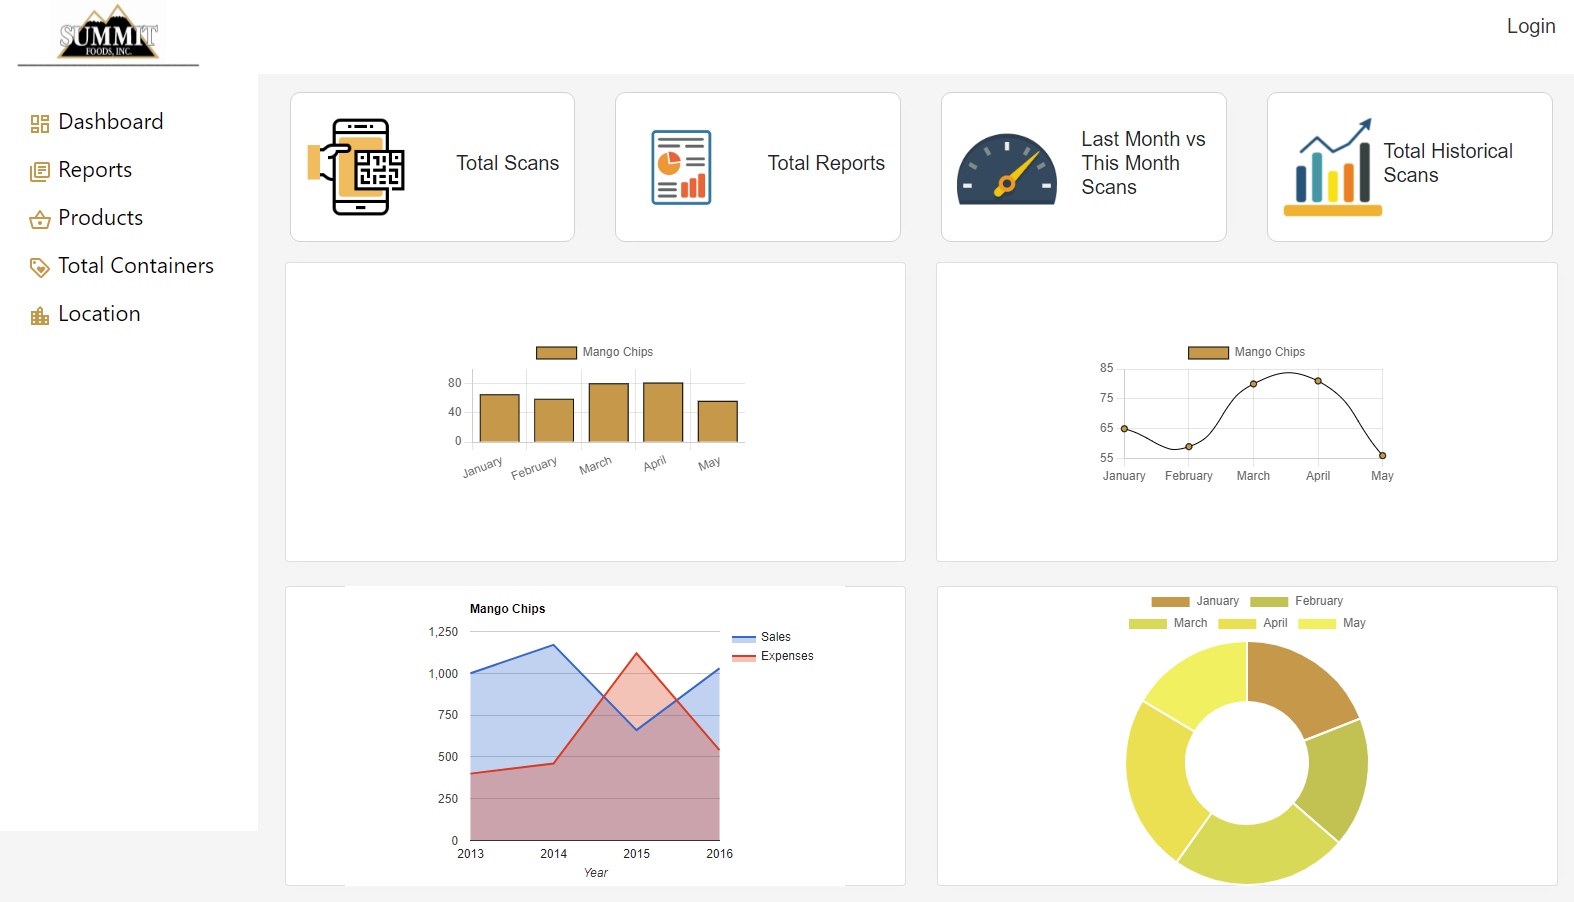 SUMMIT
FOODS, INC.
Login
Dashboard
Reports
Products
Total Containers
Location
Total Scans
Total Reports
Last Month vs
This Month
Scans
Total Historical
Scans
Mango Chips
80
40
0
January
February
March
April
May
Mango Chips
85
75
65
55
January
February
March
April
May
Mango Chips
1,250
1,000
750
500
250
0
2013
2014
2015
2016
Year
Sales
Expenses
January
February
March
April
May